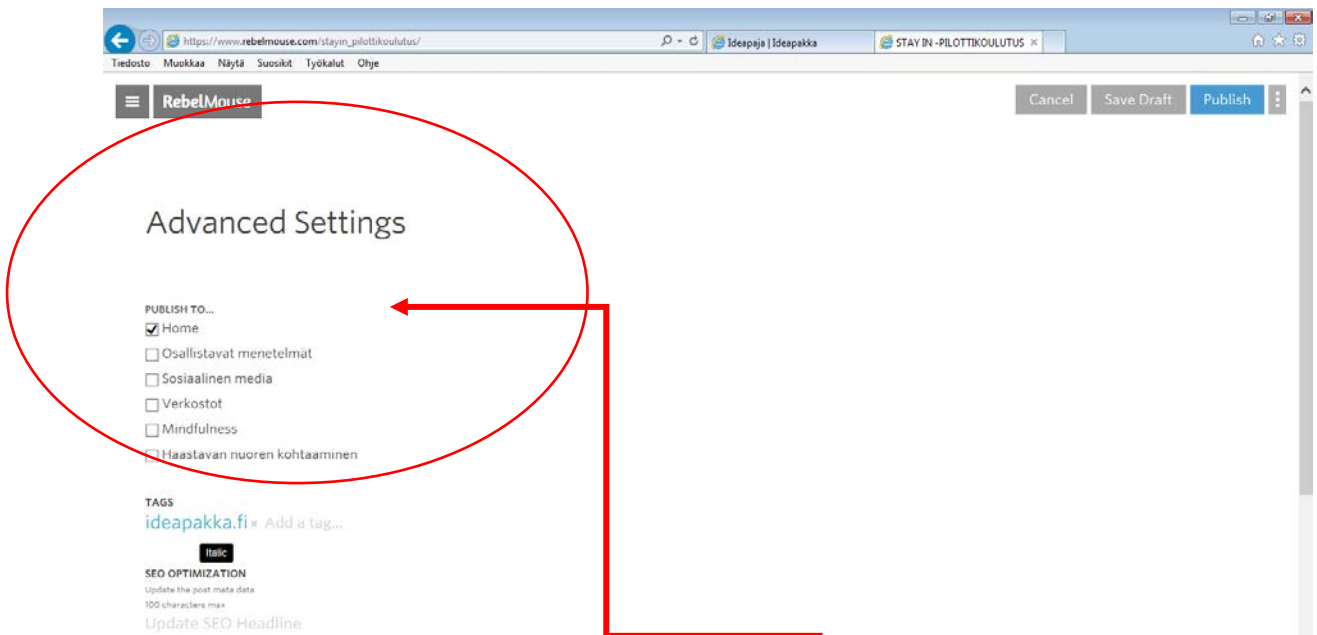 https://www.rebelmouse.com/stayin_pilottikoulutus/
Ideapaja | Ideapakka
STAY IN -PILOTTIKOULUTUS
Tiedosto Muokkaa Näytä Suosikit Työkalut Ohje
RebelMouse
Cancel Save Draft Publish
Advanced Settings
PUBLISH TO...
Home
Osallistavat menetelmät
Sosiaalinen media
Verkostot
Mindfulness
Haastavan nuoren kohtaaminen
TAGS
ideapakka.fi × Add a tag...
Italic
SEO OPTIMIZATION
Update the post meta data
100 characters max
Update SEO Headline